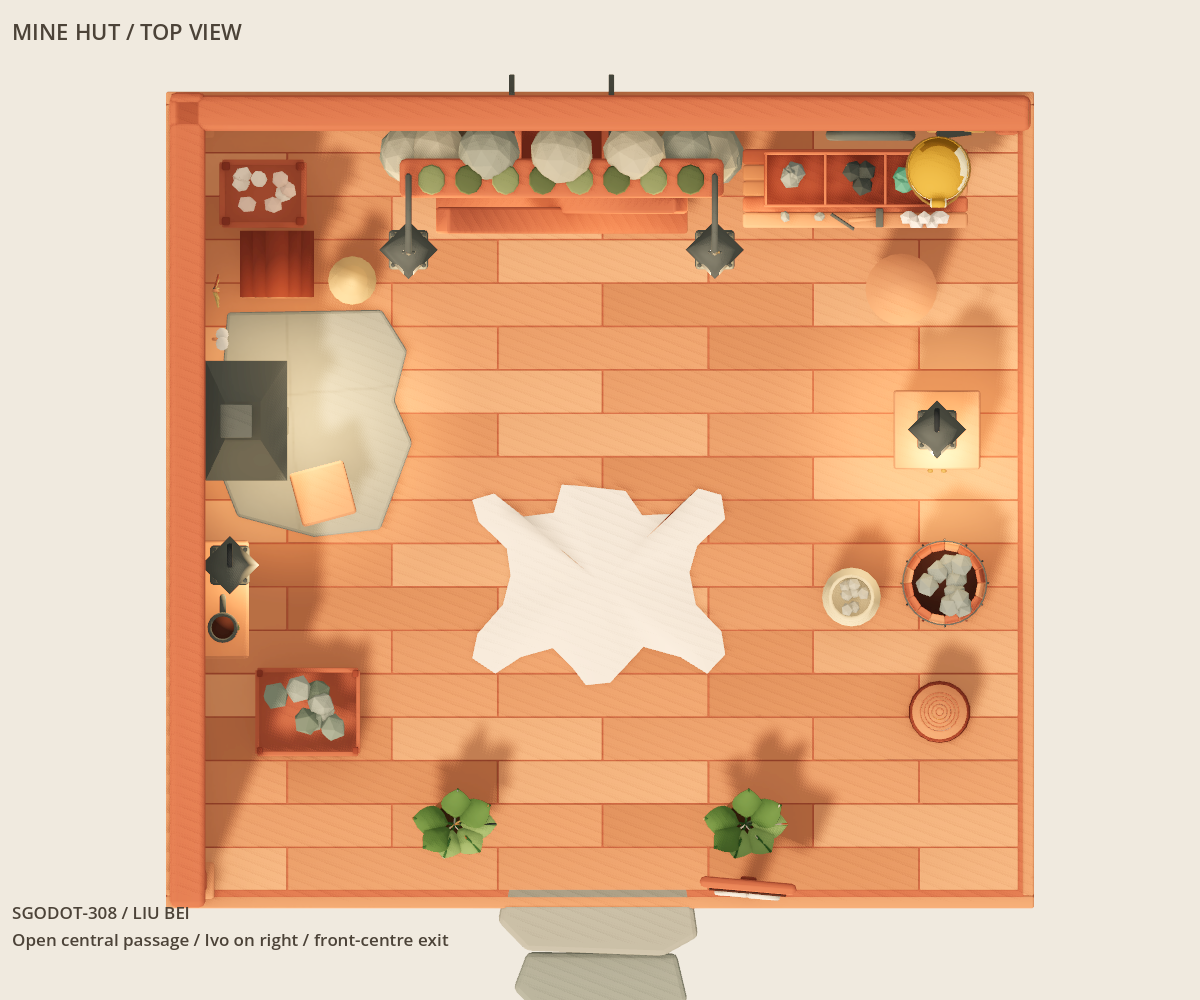 MINE HUT / TOP VIEW
SGODOT-308 / LIU BEI
Open central passage / Ivo on right / front-centre exit